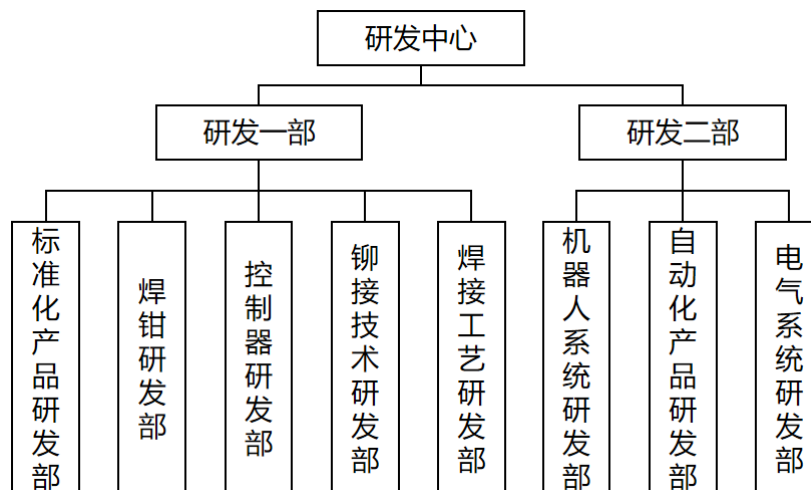 研发中心
研发一部
研发二部
标准化产品研发部
焊钳研发部
控制器研发部
铆接技术研发部
焊接工艺研发部
机器人系统研发部
自动化产品研发部
电气系统研发部